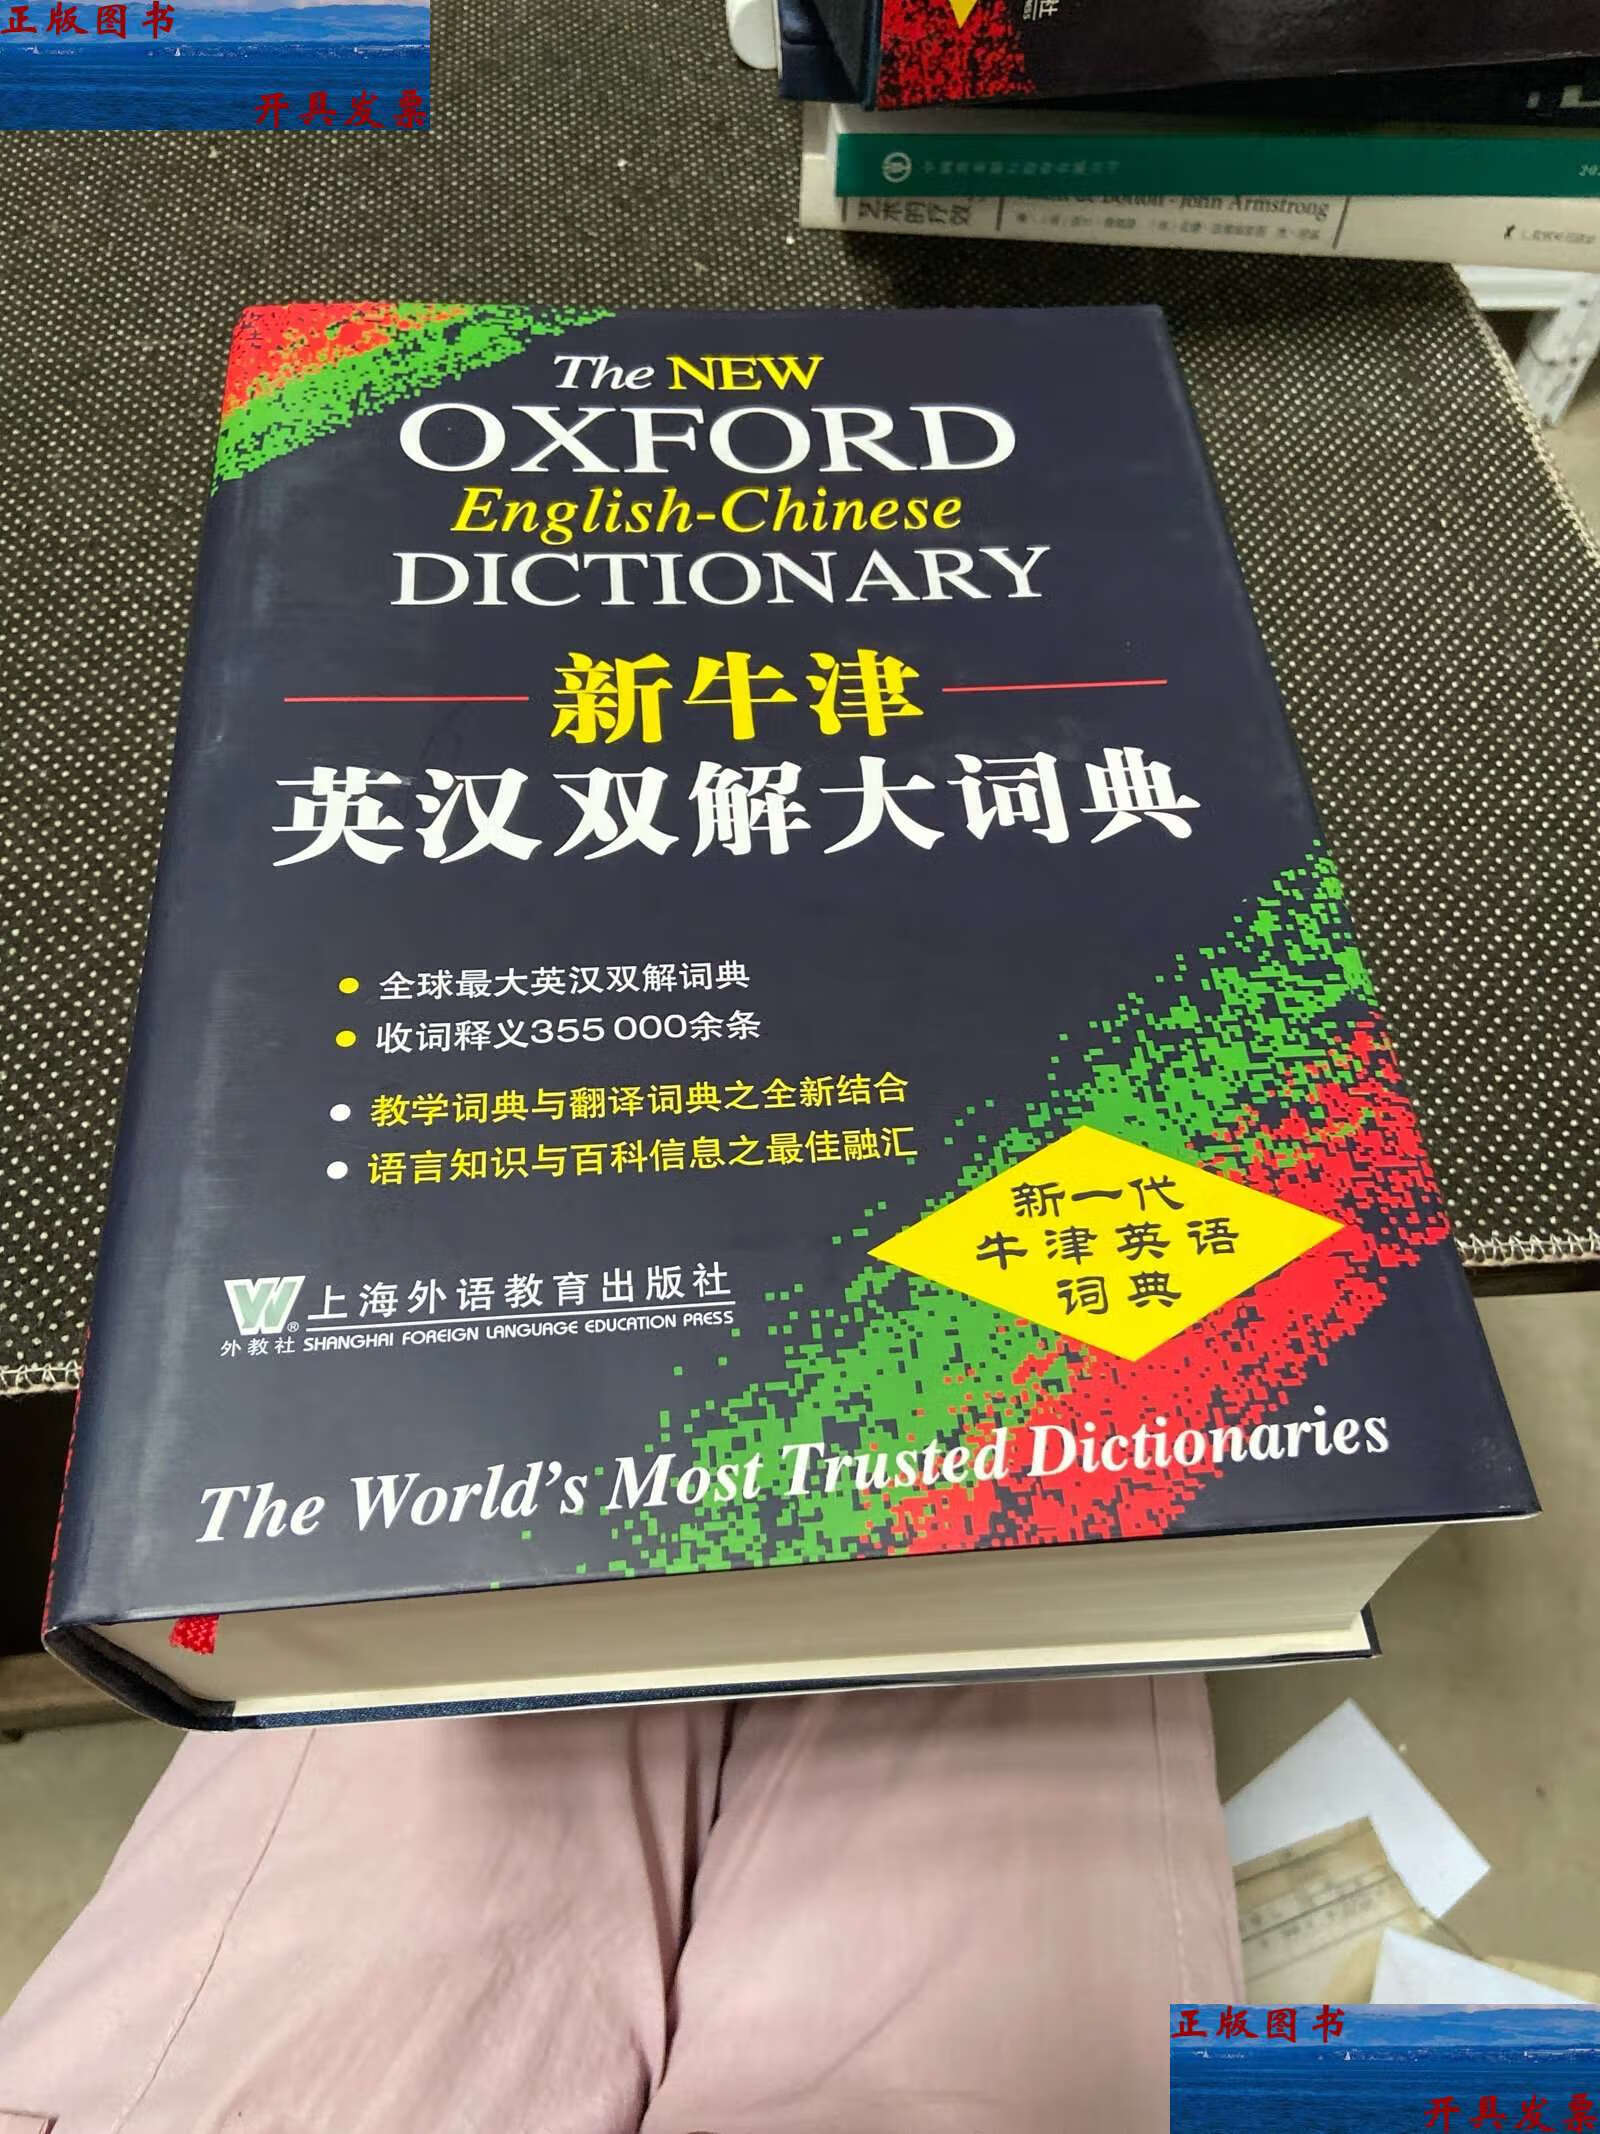 正版图书
开具发票
艺术的疗效
John Armstrong
The NEW
OXFORD
English-Chinese
DICTIONARY
新牛津
英汉双解大词典
全球最大英汉双解词典
收词释义355 000余条
教学词典与翻译词典之全新结合
语言知识与百科信息之最佳融汇
新一代
牛津英语
词典
上海外语教育出版社
外教社 SHANGHAI FOREIGN LANGUAGE EDUCATION PRESS
The World's Most Trusted Dictionaries
正版图书
开具发票